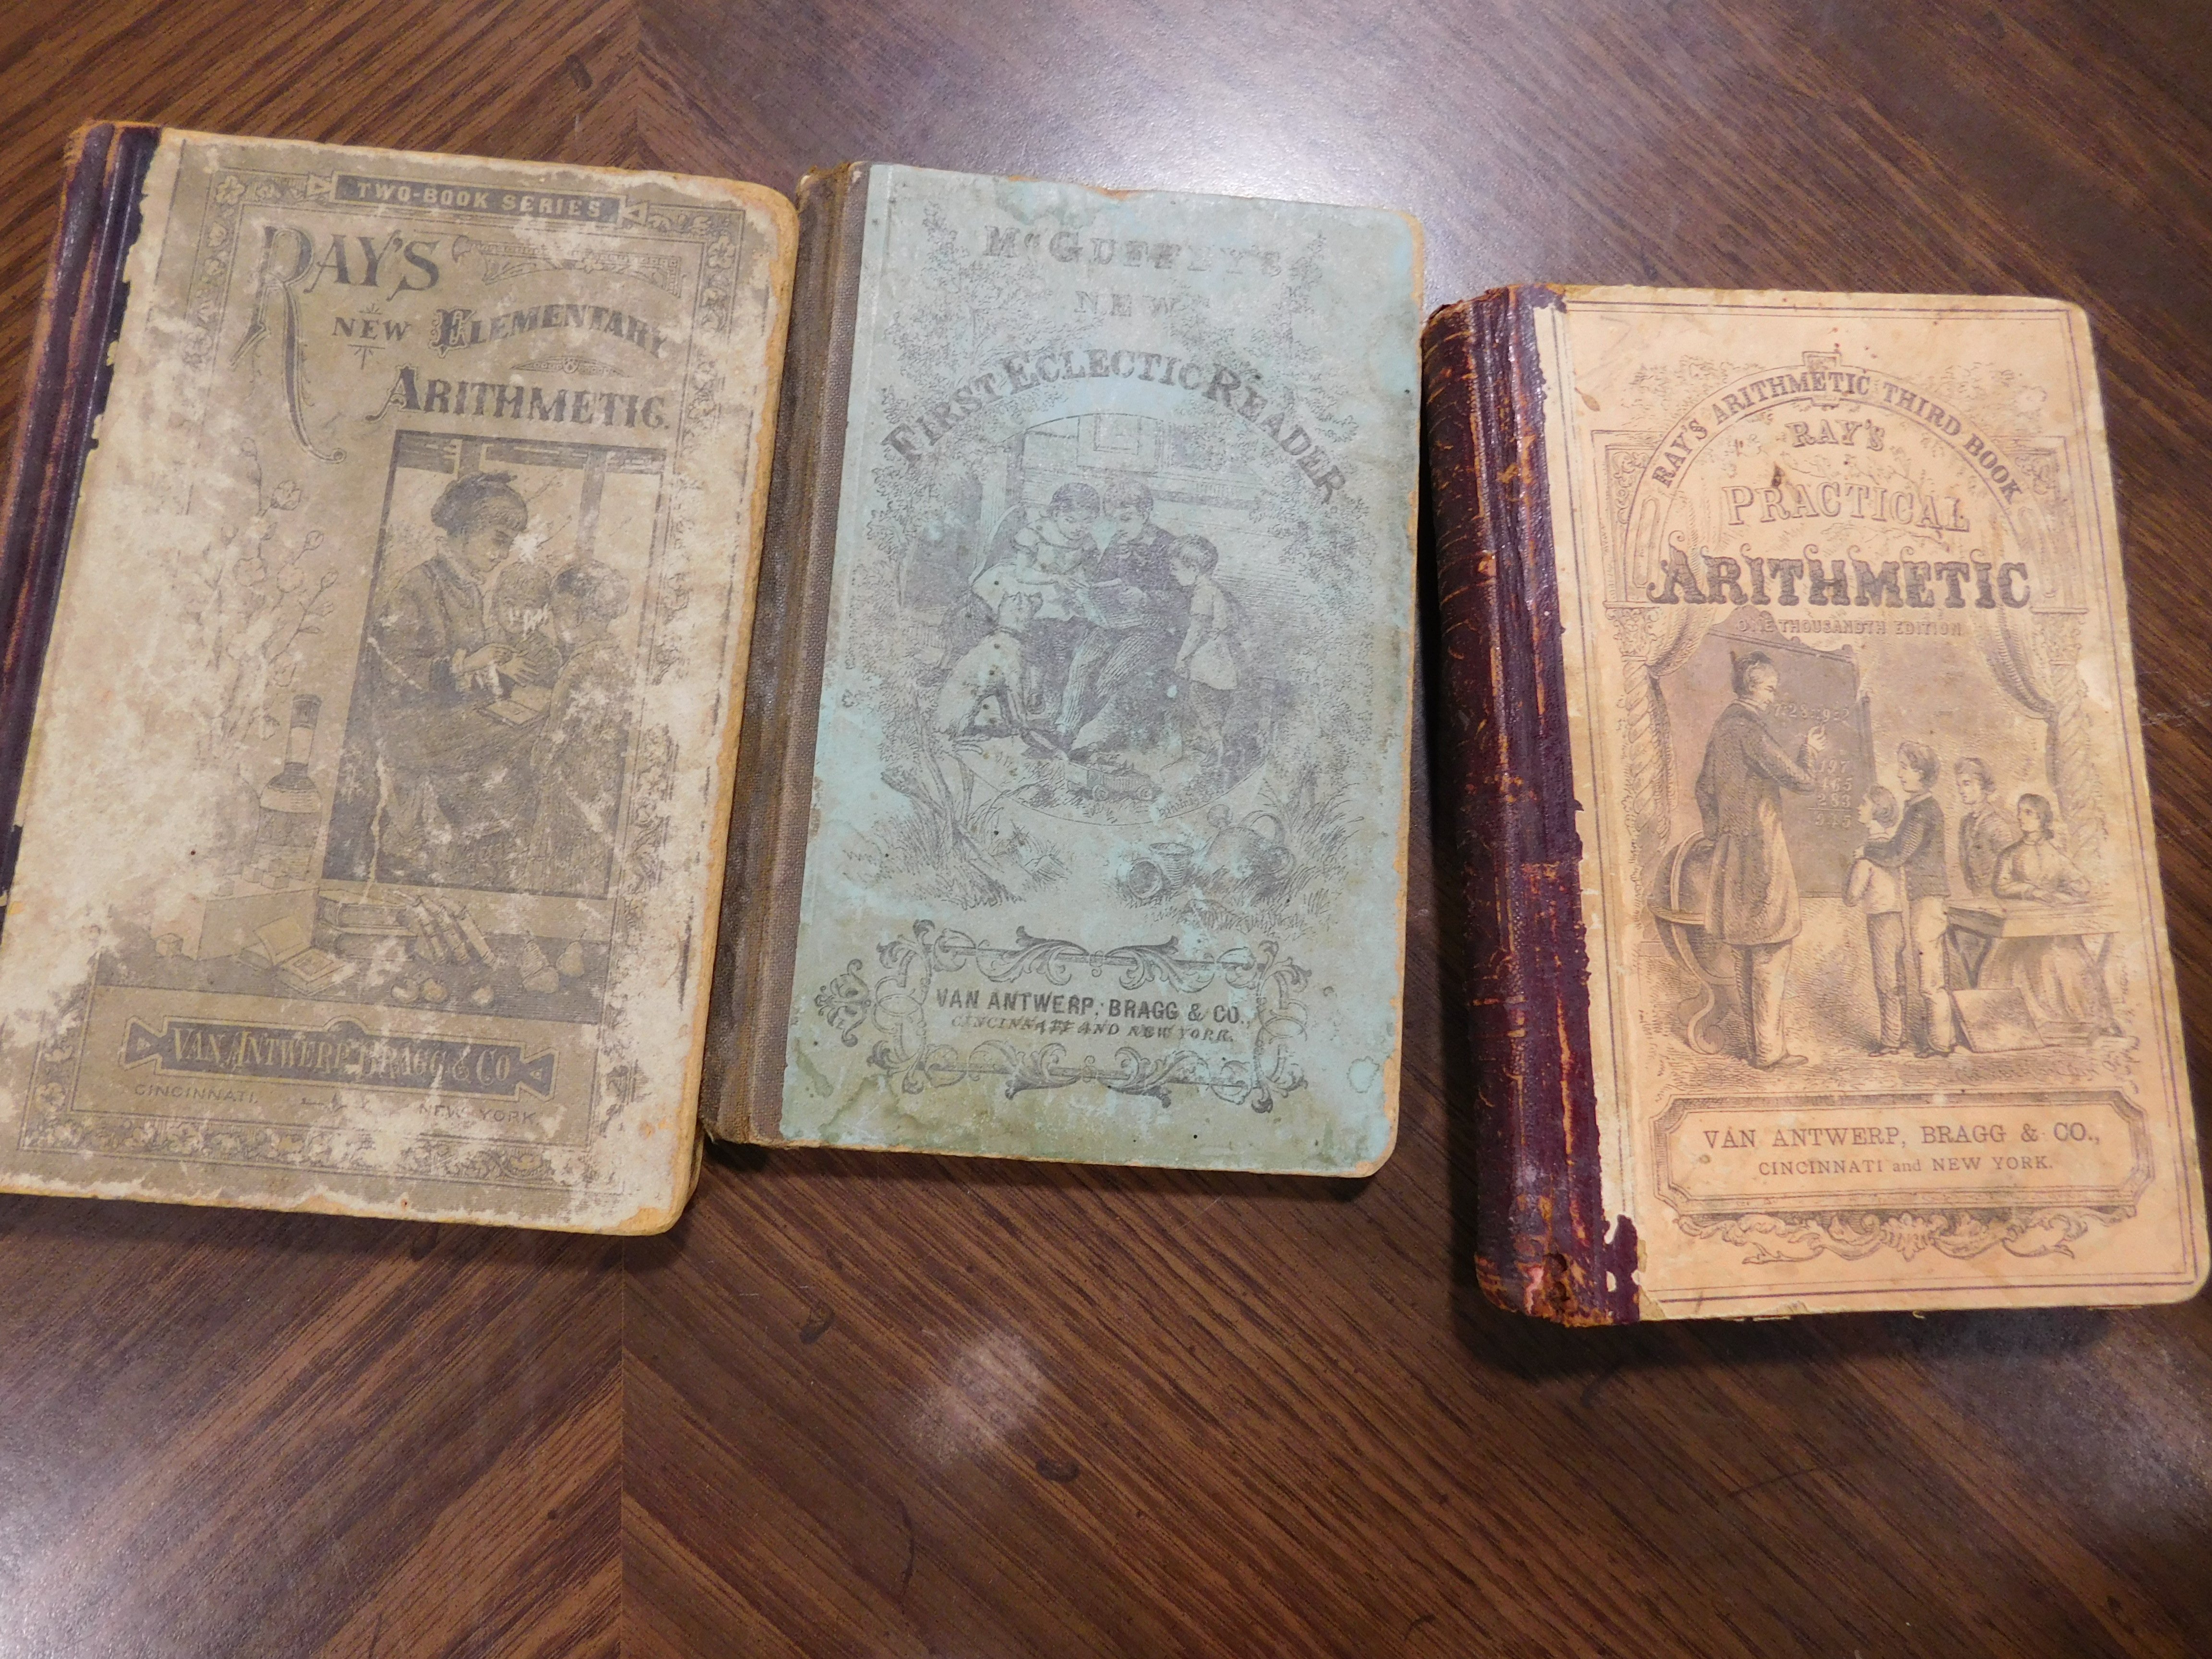 TWO-BOOK SERIES
RAY'S
NEW ELEMENTARY
ARITHMETIC.
VAN ANTWERP BRAGG & CO
CINCINNATI, NEW YORK
McGUFFEY'S
NEW
FIRST ECLECTIC READER
VAN ANTWERP, BRAGG & CO.,
CINCINNATI AND NEW YORK.
RAY'S ARITHMETIC THIRD BOOK
RAY'S
PRACTICAL
ARITHMETIC
ONE THOUSANDTH EDITION
VAN ANTWERP, BRAGG & CO.,
CINCINNATI and NEW YORK.